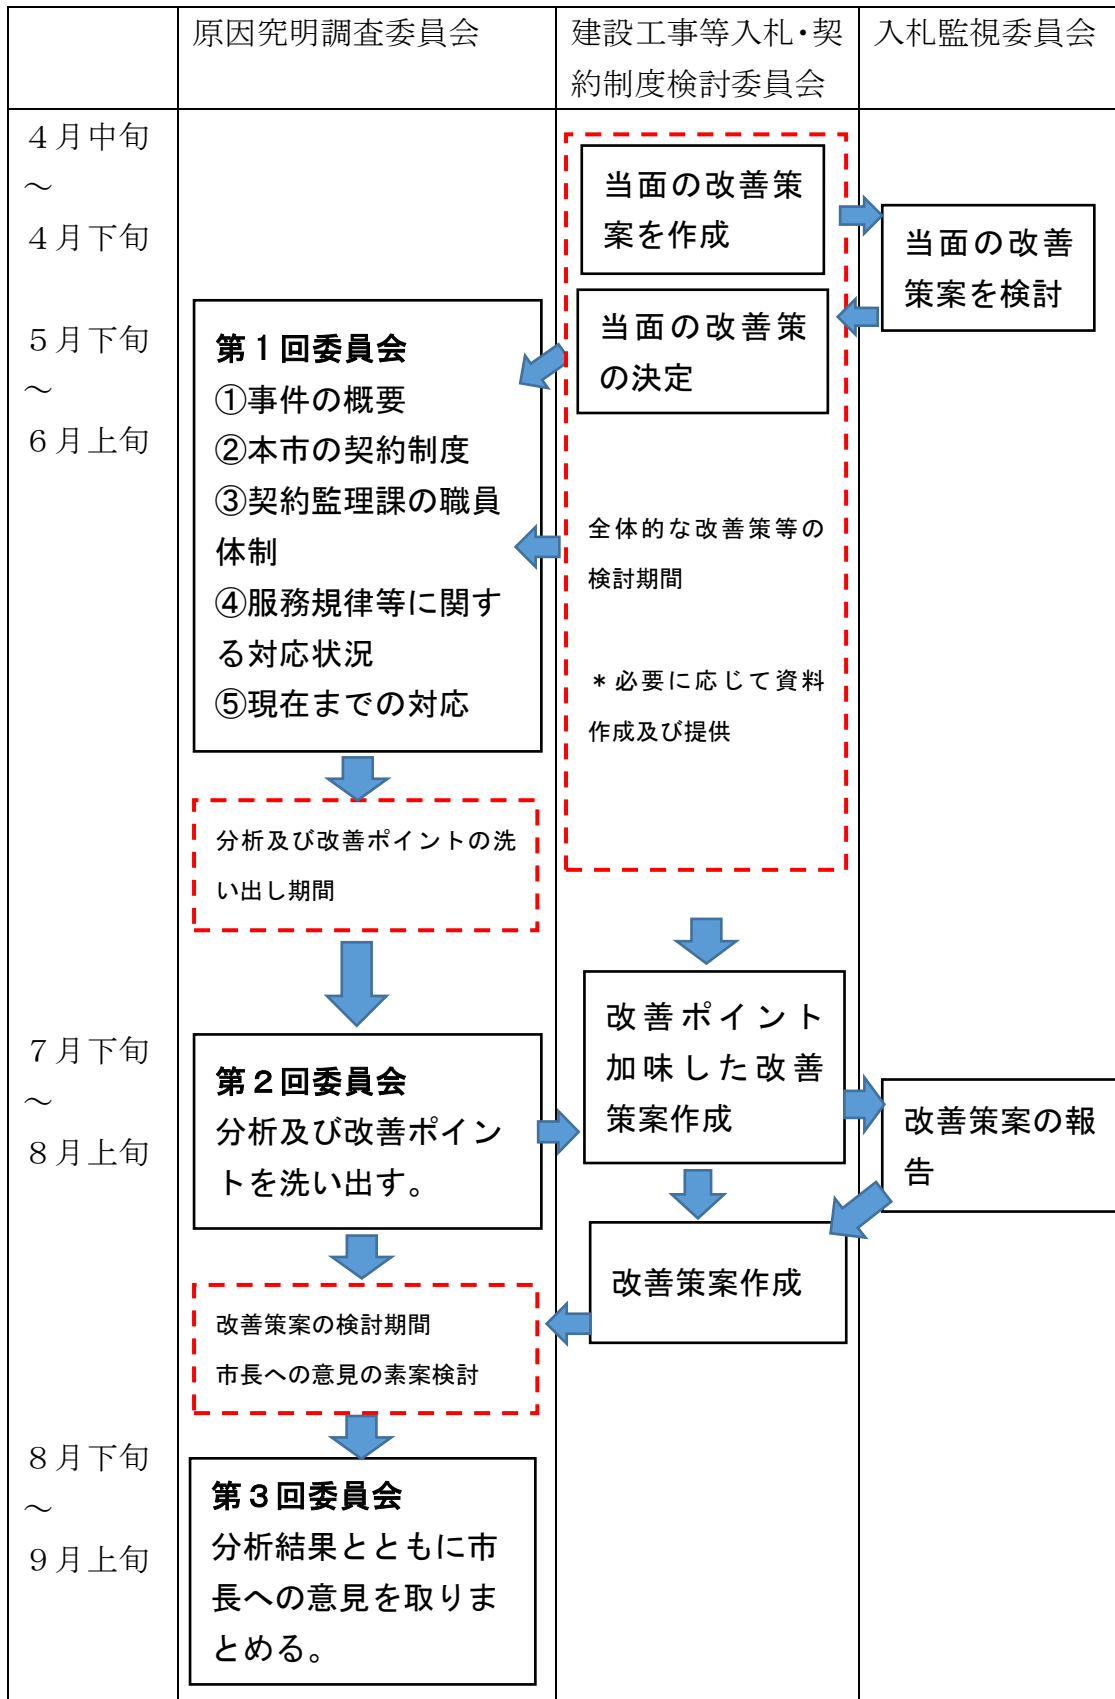 原因究明調査委員会
建設工事等入札・契
約制度検討委員会
入札監視委員会
４月中旬
～
４月下旬
当面の改善策
案を作成
当面の改善
策案を検討
５月下旬
～
６月上旬
第１回委員会
①事件の概要
②本市の契約制度
③契約監理課の職員
体制
④服務規律等に関す
る対応状況
⑤現在までの対応
当面の改善策
の決定
全体的な改善策等の
検討期間
＊必要に応じて資料
作成及び提供
分析及び改善ポイントの洗
い出し期間
７月下旬
～
８月上旬
第２回委員会
分析及び改善ポイン
トを洗い出す。
改善ポイント
加味した改善
策案作成
改善策案の報
告
改善策案作成
改善策案の検討期間
市長への意見の素案検討
８月下旬
～
９月上旬
第３回委員会
分析結果とともに市
長への意見を取りま
とめる。